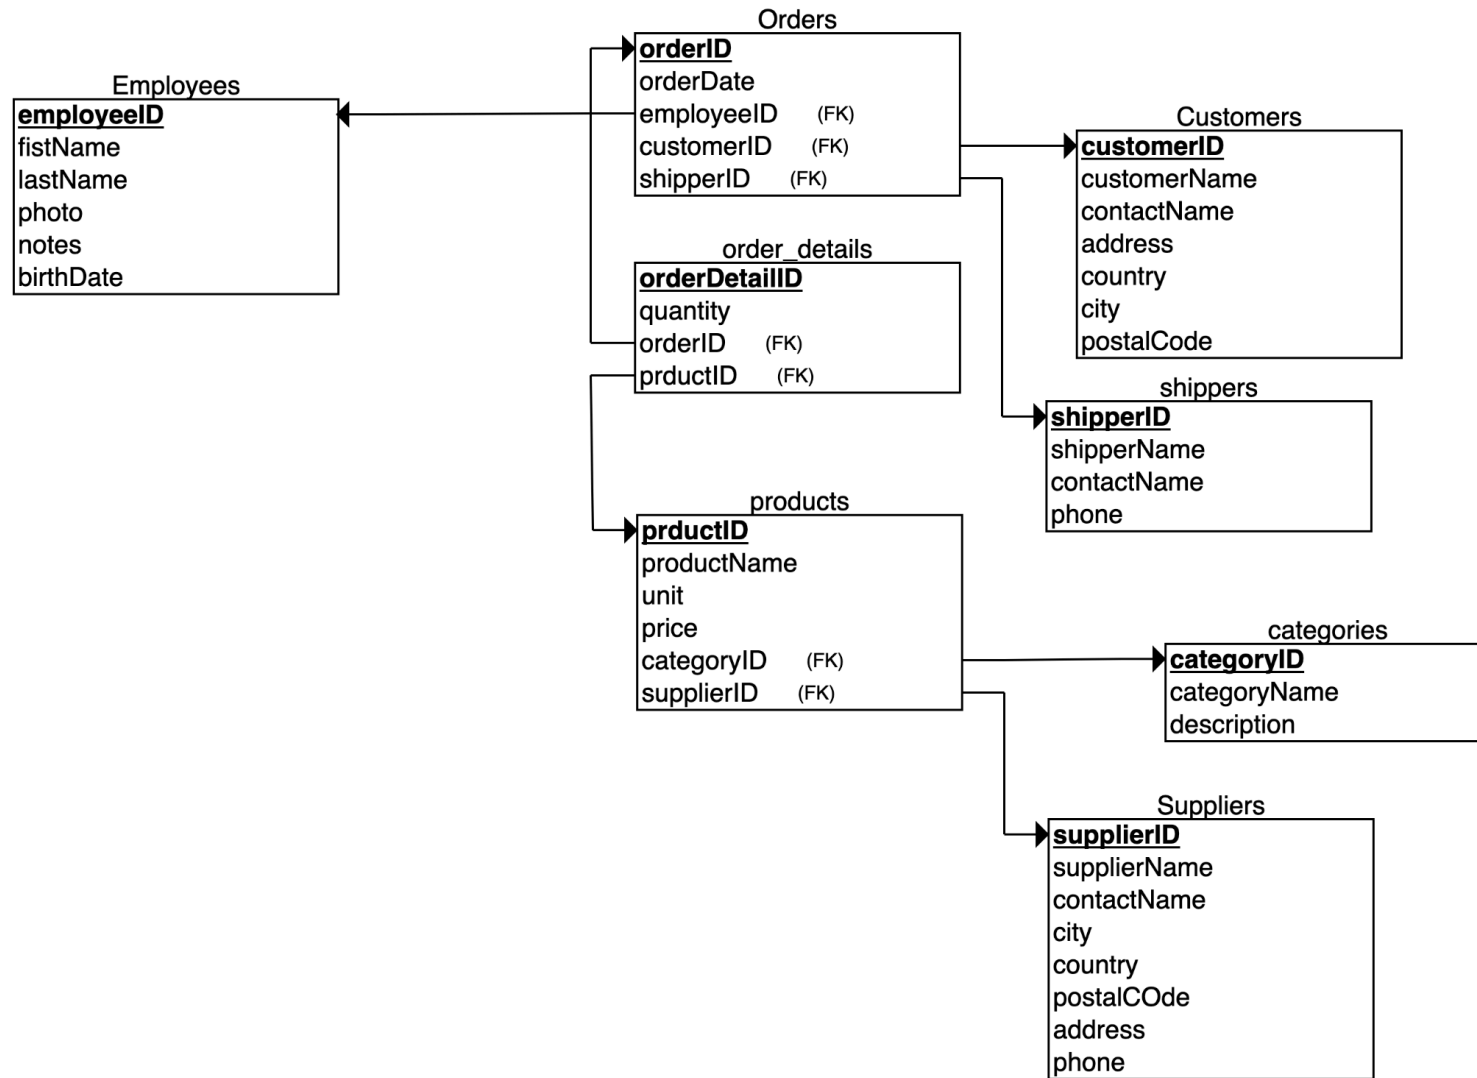 Orders
orderID
orderDate
employeeID (FK)
customerID (FK)
shipperID (FK)
Employees
employeeID
fistName
lastName
photo
notes
birthDate
Customers
customerID
customerName
contactName
address
country
city
postalCode
order_details
orderDetailID
quantity
orderID (FK)
prductID (FK)
shippers
shipperID
shipperName
contactName
phone
products
prductID
productName
unit
price
categoryID (FK)
supplierID (FK)
categories
categoryID
categoryName
description
Suppliers
supplierID
supplierName
contactName
city
country
postalCOde
address
phone